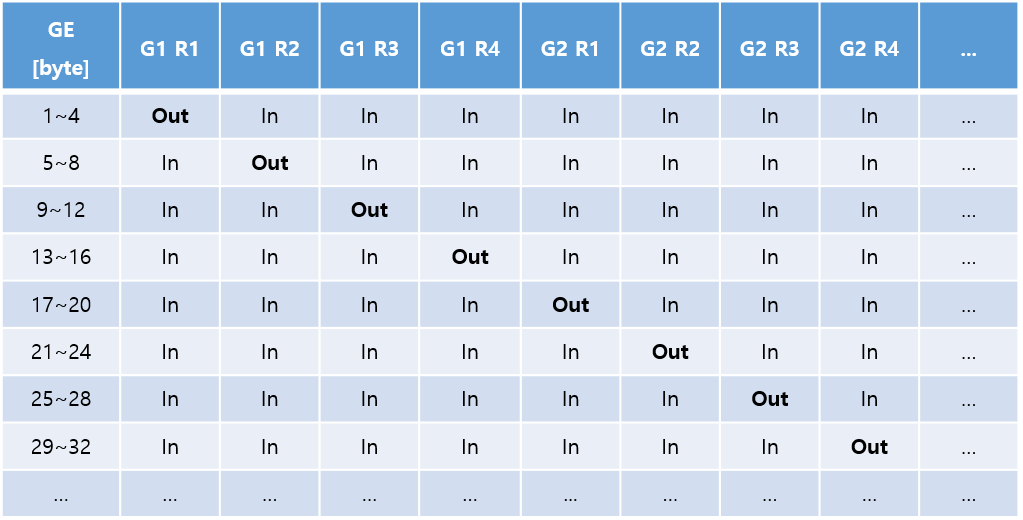 GE [byte] G1 R1 G1 R2 G1 R3 G1 R4 G2 R1 G2 R2 G2 R3 G2 R4 ...
1~4 Out In In In In In In In ...
5~8 In Out In In In In In In ...
9~12 In In Out In In In In In ...
13~16 In In In Out In In In In ...
17~20 In In In In Out In In In ...
21~24 In In In In In Out In In ...
25~28 In In In In In In Out In ...
29~32 In In In In In In In Out ...
... ... ... ... ... ... ... ... ... ...